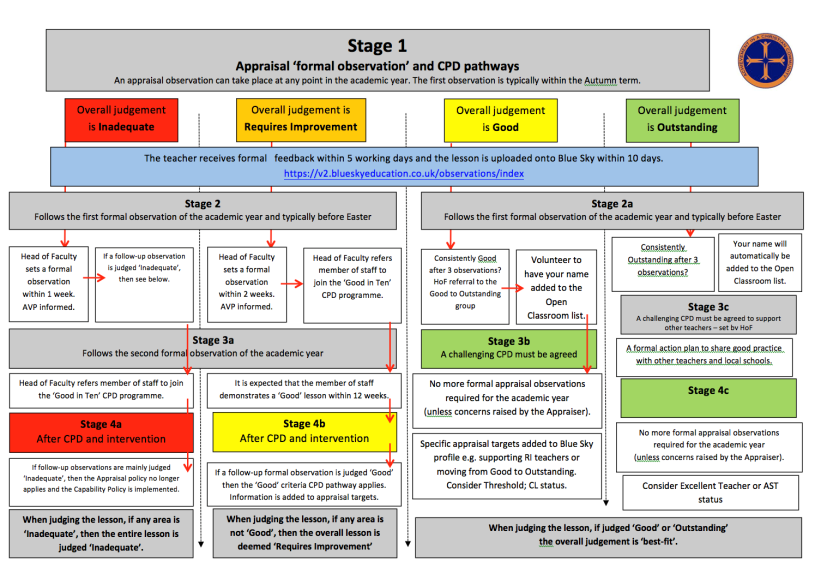 Stage 1
Appraisal ‘formal observation’ and CPD pathways
An appraisal observation can take place at any point in the academic year. The first observation is typically within the Autumn term.
Overall judgement
is Inadequate
Overall judgement is
Requires Improvement
Overall judgement
is Good
Overall judgement
is Outstanding
The teacher receives formal feedback within 5 working days and the lesson is uploaded onto Blue Sky within 10 days.
https://v2.blueskyeducation.co.uk/observations/index
Stage 2
Follows the first formal observation of the academic year and typically before Easter
Stage 2a
Follows the first formal observation of the academic year and typically before Easter
Head of Faculty
sets a formal
observation
within 1 week.
AVP informed.
If a follow-up observation
is judged ‘Inadequate’,
then see below.
Head of Faculty
sets a formal
observation
within 2 weeks.
AVP informed.
Head of Faculty refers
member of staff to
join the ‘Good in Ten’
CPD programme.
Consistently Good
after 3 observations?
HoF referral to the
Good to Outstanding
group
Volunteer to
have your name
added to the
Open
Classroom list.
Consistently
Outstanding after 3
observations?
Your name will
automatically be
added to the Open
Classroom list.
Stage 3a
Follows the second formal observation of the academic year
Stage 3b
A challenging CPD must be agreed
Stage 3c
A challenging CPD must be agreed to support
other teachers – set by HoF
A formal action plan to share good practice
with other teachers and local schools.
Head of Faculty refers member of staff to join
the ‘Good in Ten’ CPD programme.
It is expected that the member of staff
demonstrates a ‘Good’ lesson within 12 weeks.
No more formal appraisal observations
required for the academic year
(unless concerns raised by the Appraiser).
Stage 4a
After CPD and intervention
Stage 4b
After CPD and intervention
Stage 4c
Specific appraisal targets added to Blue Sky
profile e.g. supporting RI teachers or
moving from Good to Outstanding.
Consider Threshold; CL status.
No more formal appraisal observations
required for the academic year
(unless concerns raised by the Appraiser).
If follow-up observations are mainly judged
‘Inadequate’, then the Appraisal policy no longer
applies and the Capability Policy is implemented.
If a follow-up formal observation is judged ‘Good’
then the ‘Good’ criteria CPD pathway applies.
Information is added to appraisal targets.
Consider Excellent Teacher or AST
status
When judging the lesson, if any area is
‘Inadequate’, then the entire lesson is
judged ‘Inadequate’.
When judging the lesson, if any area is
not ‘Good’, then the overall lesson is
deemed ‘Requires Improvement’
When judging the lesson, if judged ‘Good’ or ‘Outstanding’
the overall judgement is ‘best-fit’.